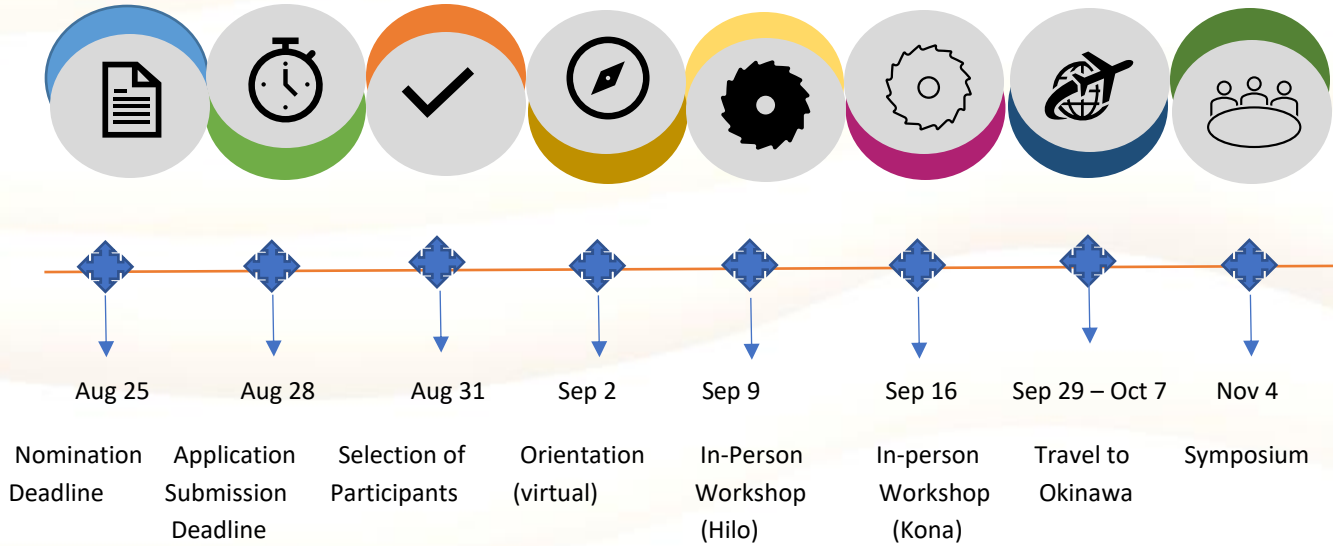 Aug 25
Aug 28
Aug 31
Sep 2
Sep 9
Sep 16
Sep 29 – Oct 7
Nov 4
Nomination
Deadline
Application
Submission
Deadline
Selection of
Participants
Orientation
(virtual)
In-Person
Workshop
(Hilo)
In-person
Workshop
(Kona)
Travel to
Okinawa
Symposium